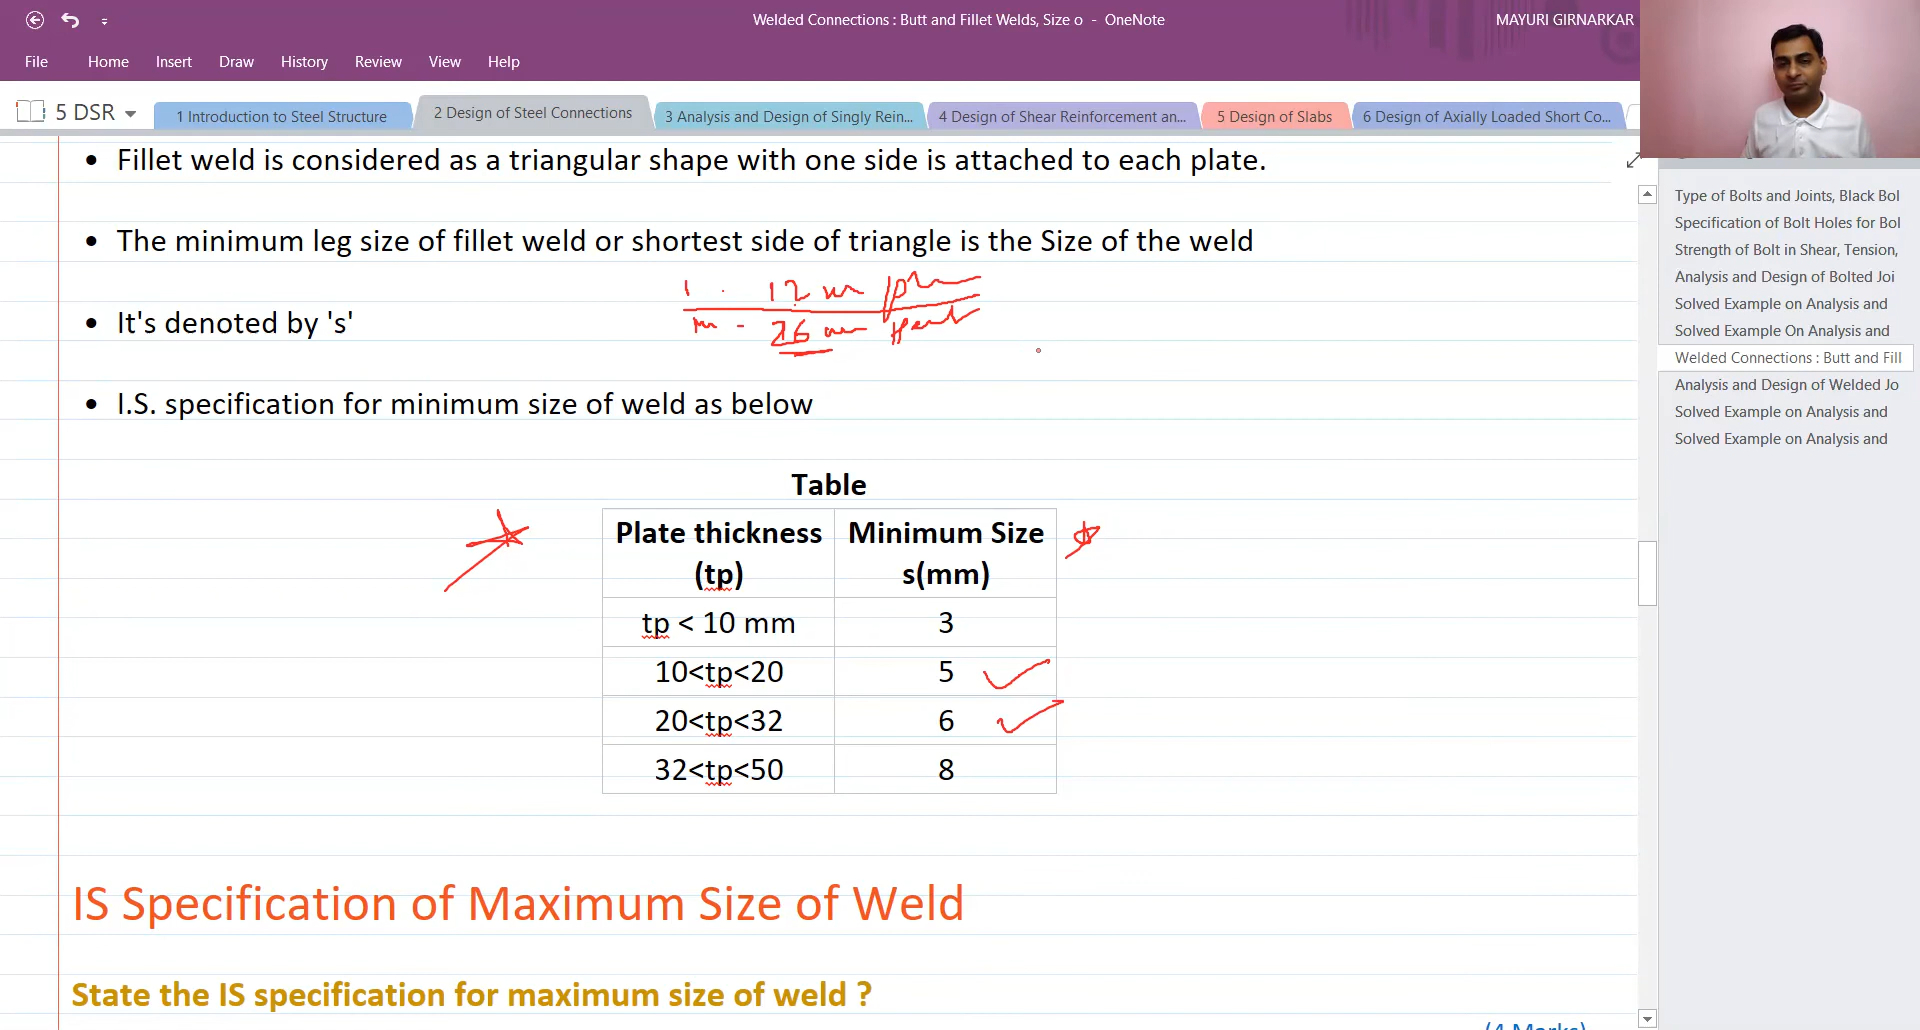 Welded Connections : Butt and Fillet Welds, Size o - OneNote
MAYURI GIRNARKAR
File Home Insert Draw History Review View Help
5 DSR
1 Introduction to Steel Structure
2 Design of Steel Connections
3 Analysis and Design of Singly Rein...
4 Design of Shear Reinforcement an...
5 Design of Slabs
6 Design of Axially Loaded Short Co...
• Fillet weld is considered as a triangular shape with one side is attached to each plate.
• The minimum leg size of fillet weld or shortest side of triangle is the Size of the weld
1 - 12 m
• It's denoted by 's'
26 m
• I.S. specification for minimum size of weld as below
Table
Plate thickness (tp) Minimum Size s(mm)
tp < 10 mm 3
10<tp<20 5
20<tp<32 6
32<tp<50 8
IS Specification of Maximum Size of Weld
State the IS specification for maximum size of weld ?
(4 Marks)
Type of Bolts and Joints, Black Bol
Specification of Bolt Holes for Bol
Strength of Bolt in Shear, Tension,
Analysis and Design of Bolted Joi
Solved Example on Analysis and
Solved Example On Analysis and
Welded Connections : Butt and Fill
Analysis and Design of Welded Jo
Solved Example on Analysis and
Solved Example on Analysis and